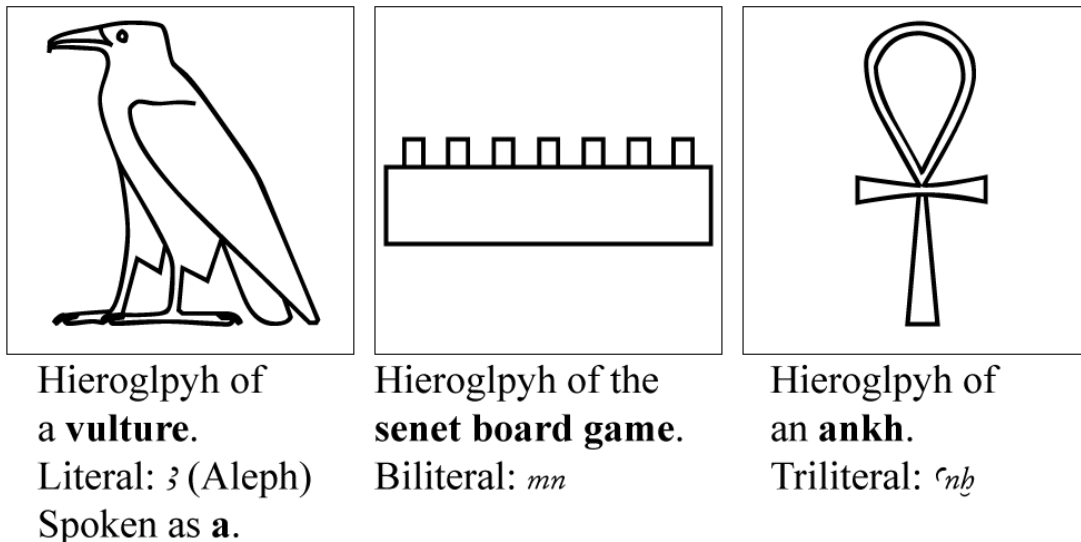 Hieroglpyh of
a vulture.
Literal: ꜣ (Aleph)
Spoken as a.
Hieroglpyh of the
senet board game.
Biliteral: mn
Hieroglpyh of
an ankh.
Triliteral: ꜥnḫ